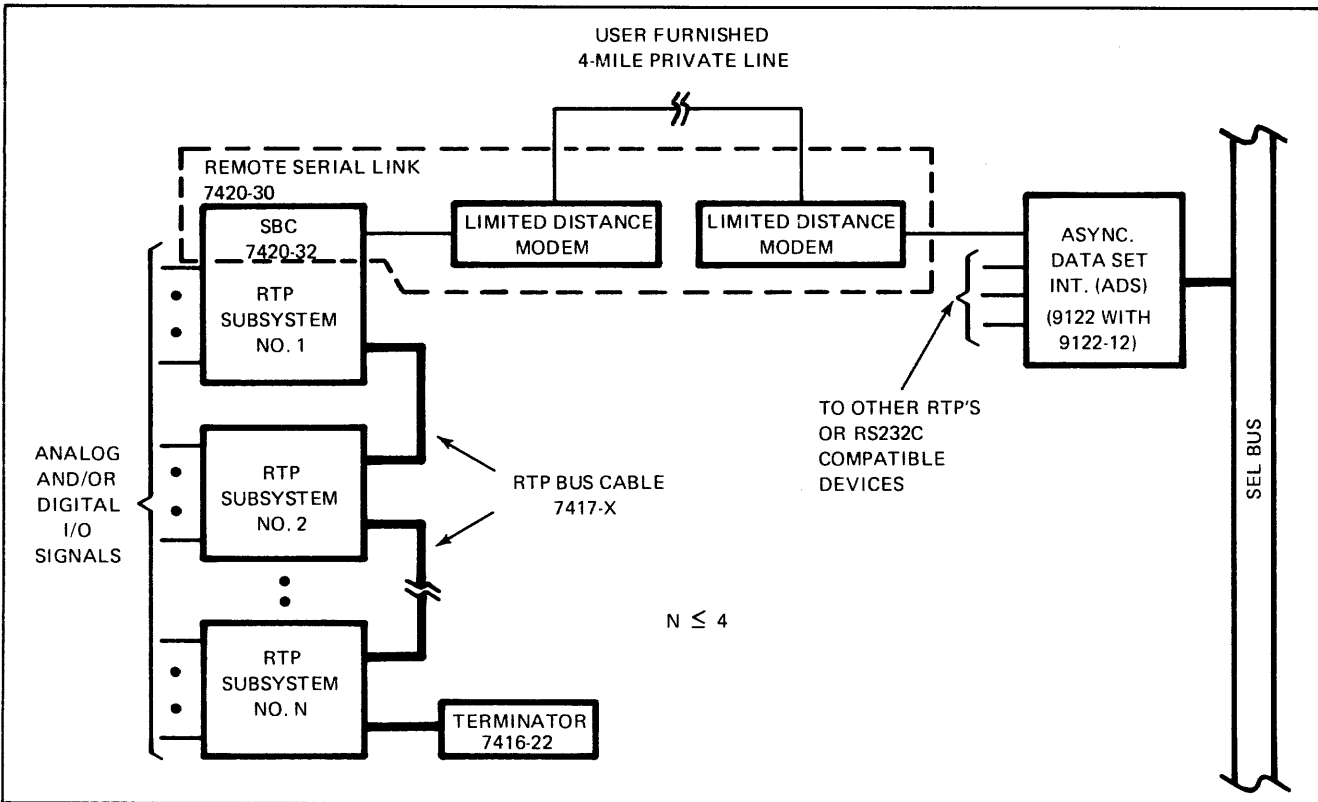 USER FURNISHED
4-MILE PRIVATE LINE
REMOTE SERIAL LINK
7420-30
SBC
7420-32
LIMITED DISTANCE
MODEM
LIMITED DISTANCE
MODEM
ASYNC.
DATA SET
INT. (ADS)
(9122 WITH
9122-12)
RTP
SUBSYSTEM
NO. 1
TO OTHER RTP'S
OR RS232C
COMPATIBLE
DEVICES
SEL BUS
ANALOG
AND/OR
DIGITAL
I/O
SIGNALS
RTP
SUBSYSTEM
NO. 2
RTP BUS CABLE
7417-X
N ≤ 4
RTP
SUBSYSTEM
NO. N
TERMINATOR
7416-22